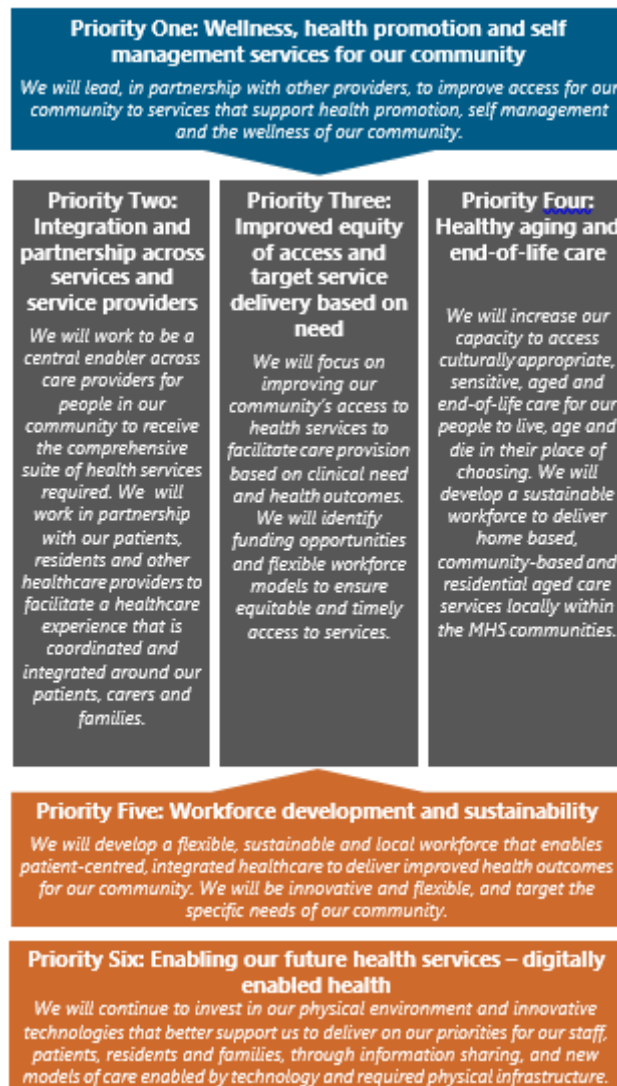 Priority One: Wellness, health promotion and self
management services for our community
We will lead, in partnership with other providers, to improve access for our
community to services that support health promotion, self management
and the wellness of our community.
Priority Two:
Integration and
partnership across
services and
service providers
We will work to be a
central enabler across
care providers for
people in our
community to receive
the comprehensive
suite of health services
required. We will
work in partnership
with our patients,
residents and other
healthcare providers to
facilitate a healthcare
experience that is
coordinated and
integrated around our
patients, carers and
families.
Priority Three:
Improved equity
of access and
target service
delivery based on
need
We will focus on
improving our
community's access to
health services to
facilitate care provision
based on clinical need
and health outcomes.
We will identify
funding opportunities
and flexible workforce
models to ensure
equitable and timely
access to services.
Priority Four:
Healthy aging and
end-of-life care
We will increase our
capacity to access
culturally appropriate,
sensitive, aged and
end-of-life care for our
people to live, age and
die in their place of
choosing. We will
develop a sustainable
workforce to deliver
home based,
community-based and
residential aged care
services locally within
the MHS communities.
Priority Five: Workforce development and sustainability
We will develop a flexible, sustainable and local workforce that enables
patient-centred, integrated healthcare to deliver improved health outcomes
for our community. We will be innovative and flexible, and target the
specific needs of our community.
Priority Six: Enabling our future health services – digitally
enabled health
We will continue to invest in our physical environment and innovative
technologies that better support us to deliver on our priorities for our staff,
patients, residents and families, through information sharing, and new
models of care enabled by technology and required physical infrastructure.